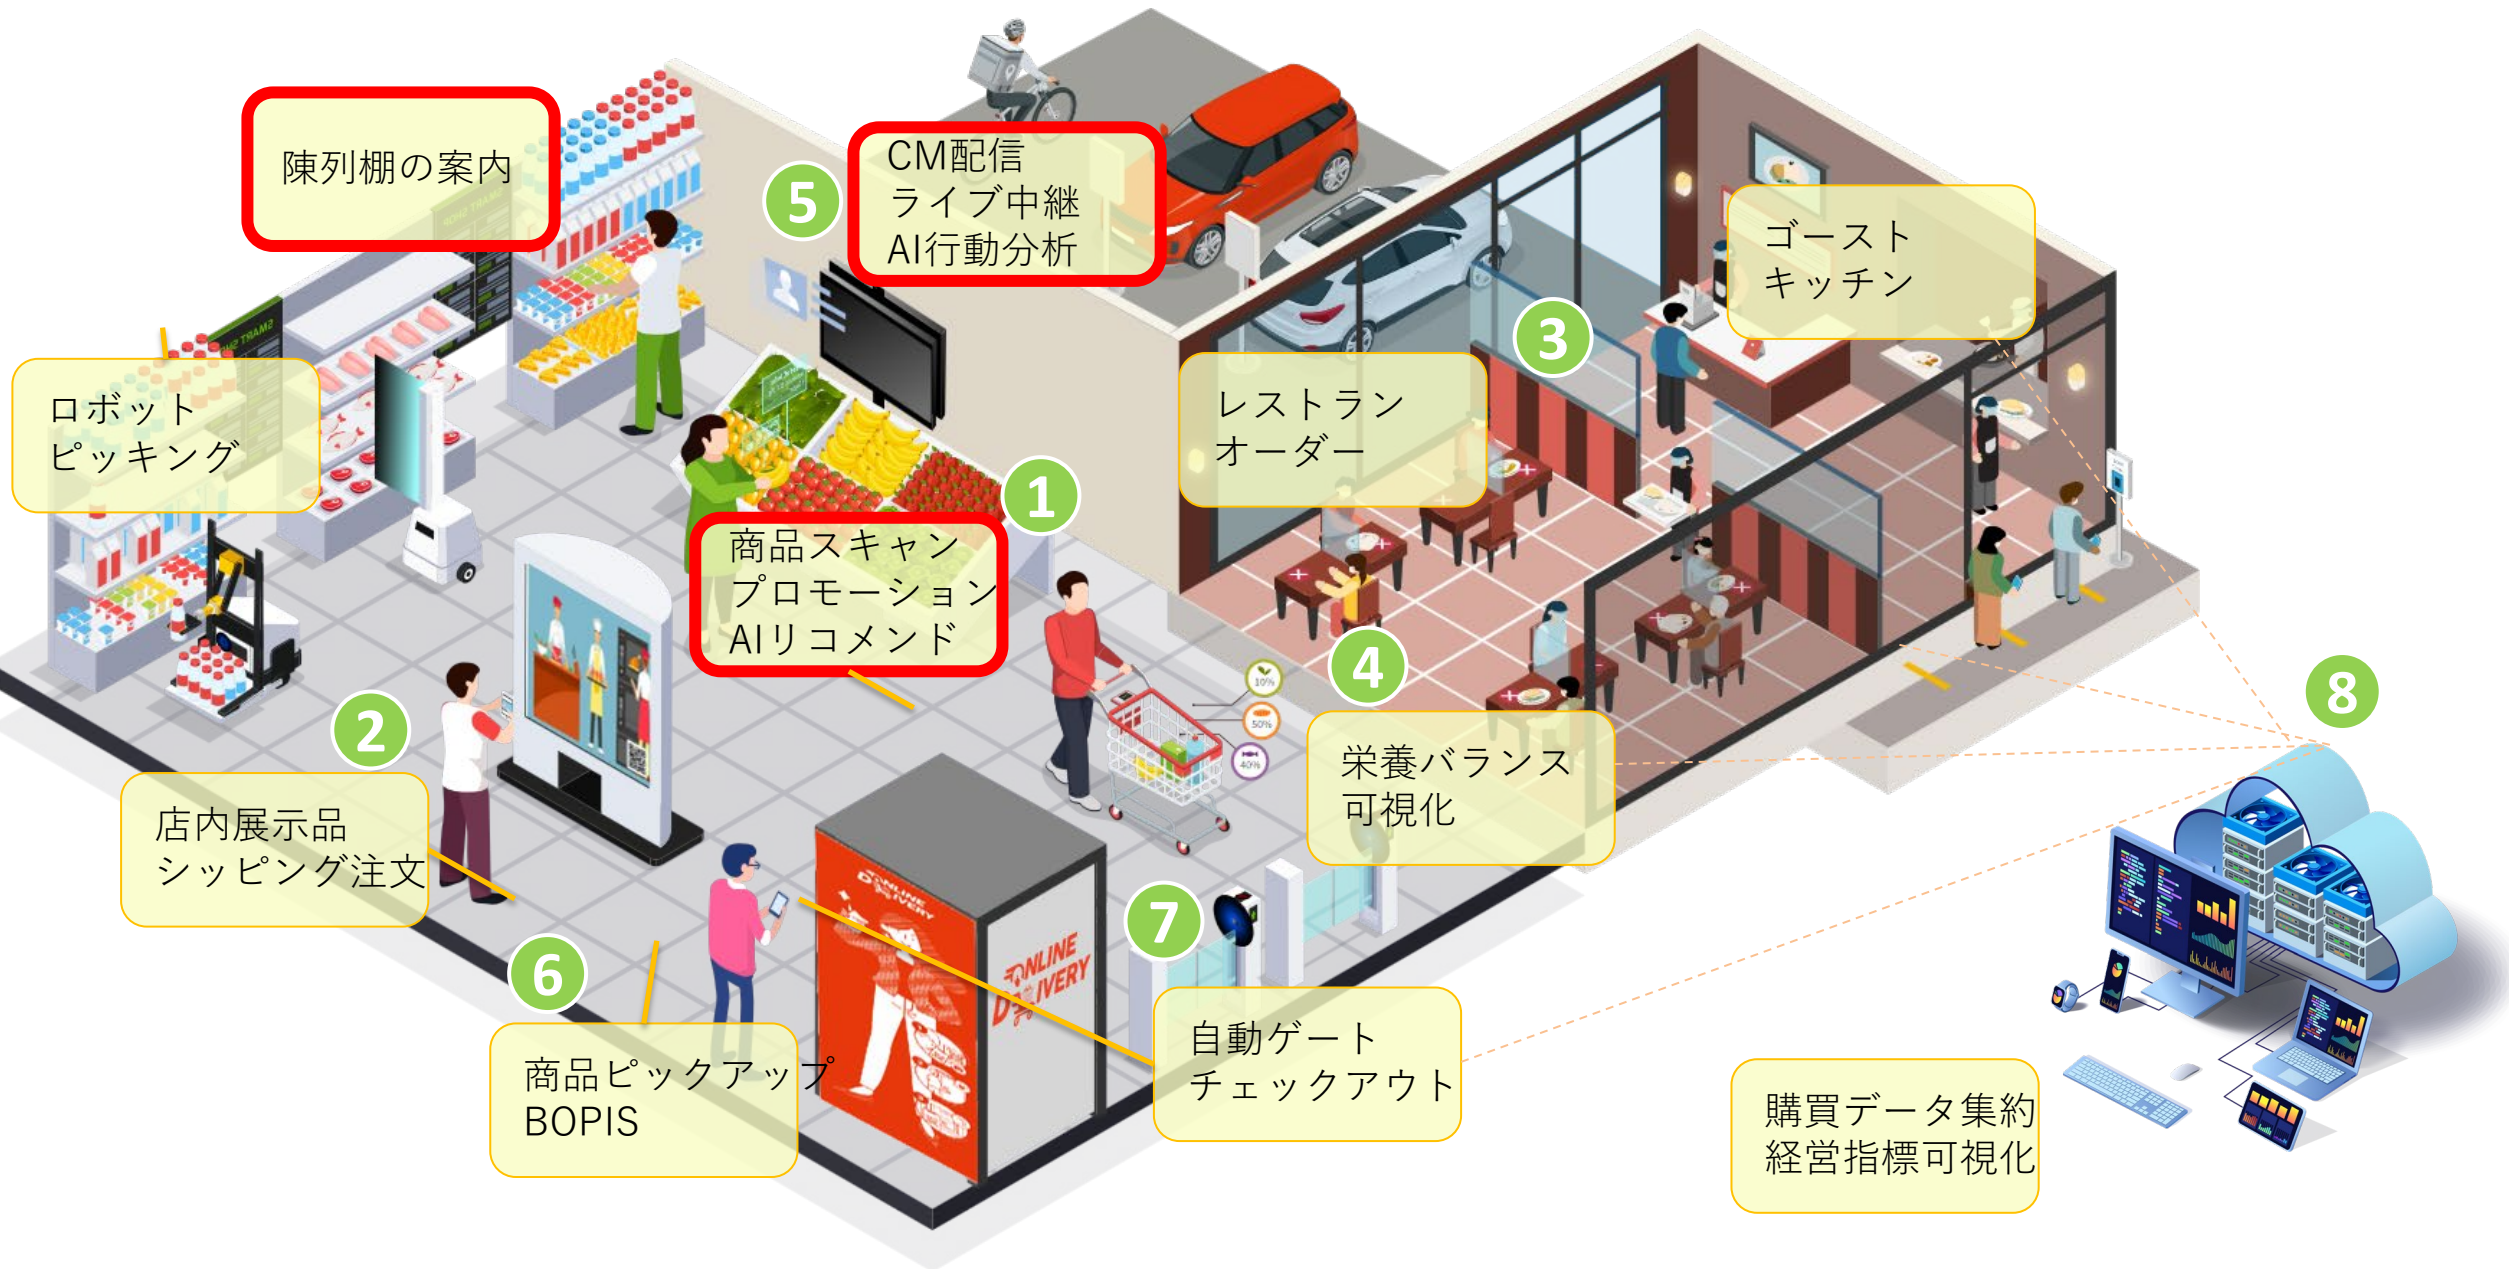 陳列棚の案内
5
CM配信
ライブ中継
AI行動分析
ゴースト
キッチン
3
レストラン
オーダー
ロボット
ピッキング
1
商品スキャン
プロモーション
AIリコメンド
10%
50%
40%
4
栄養バランス
可視化
8
2
店内展示品
シッピング注文
ONLINE
DELIVERY
ONLINE
DELIVERY
7
6
商品ピックアップ
BOPIS
自動ゲート
チェックアウト
購買データ集約
経営指標可視化